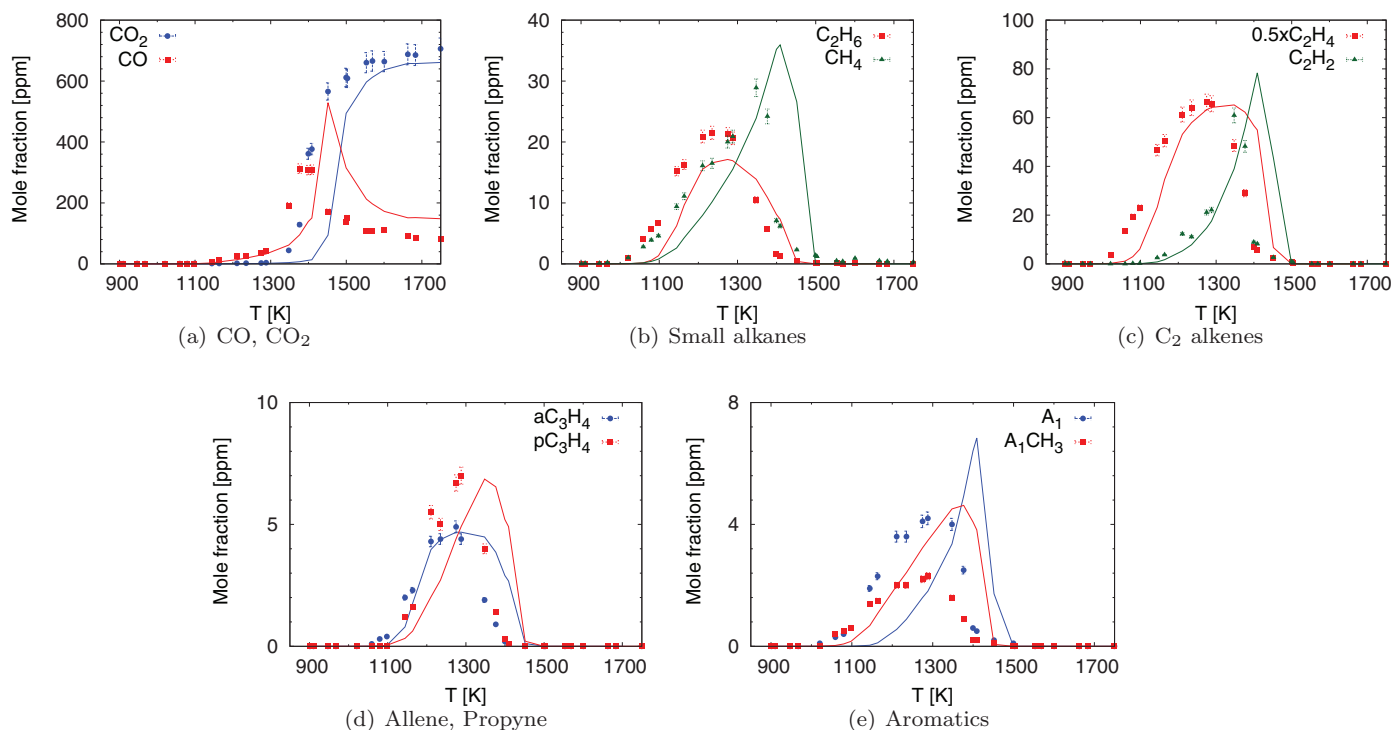 800
600
400
200
0
Mole fraction [ppm]
CO2
CO
900 1100 1300 1500 1700
T [K]
(a) CO, CO2
40
30
20
10
0
Mole fraction [ppm]
C2H6
CH4
900 1100 1300 1500 1700
T [K]
(b) Small alkanes
100
80
60
40
20
0
Mole fraction [ppm]
0.5xC2H4
C2H2
900 1100 1300 1500 1700
T [K]
(c) C2 alkenes
10
5
0
Mole fraction [ppm]
aC3H4
pC3H4
900 1100 1300 1500 1700
T [K]
(d) Allene, Propyne
8
4
0
Mole fraction [ppm]
A1
A1CH3
900 1100 1300 1500 1700
T [K]
(e) Aromatics